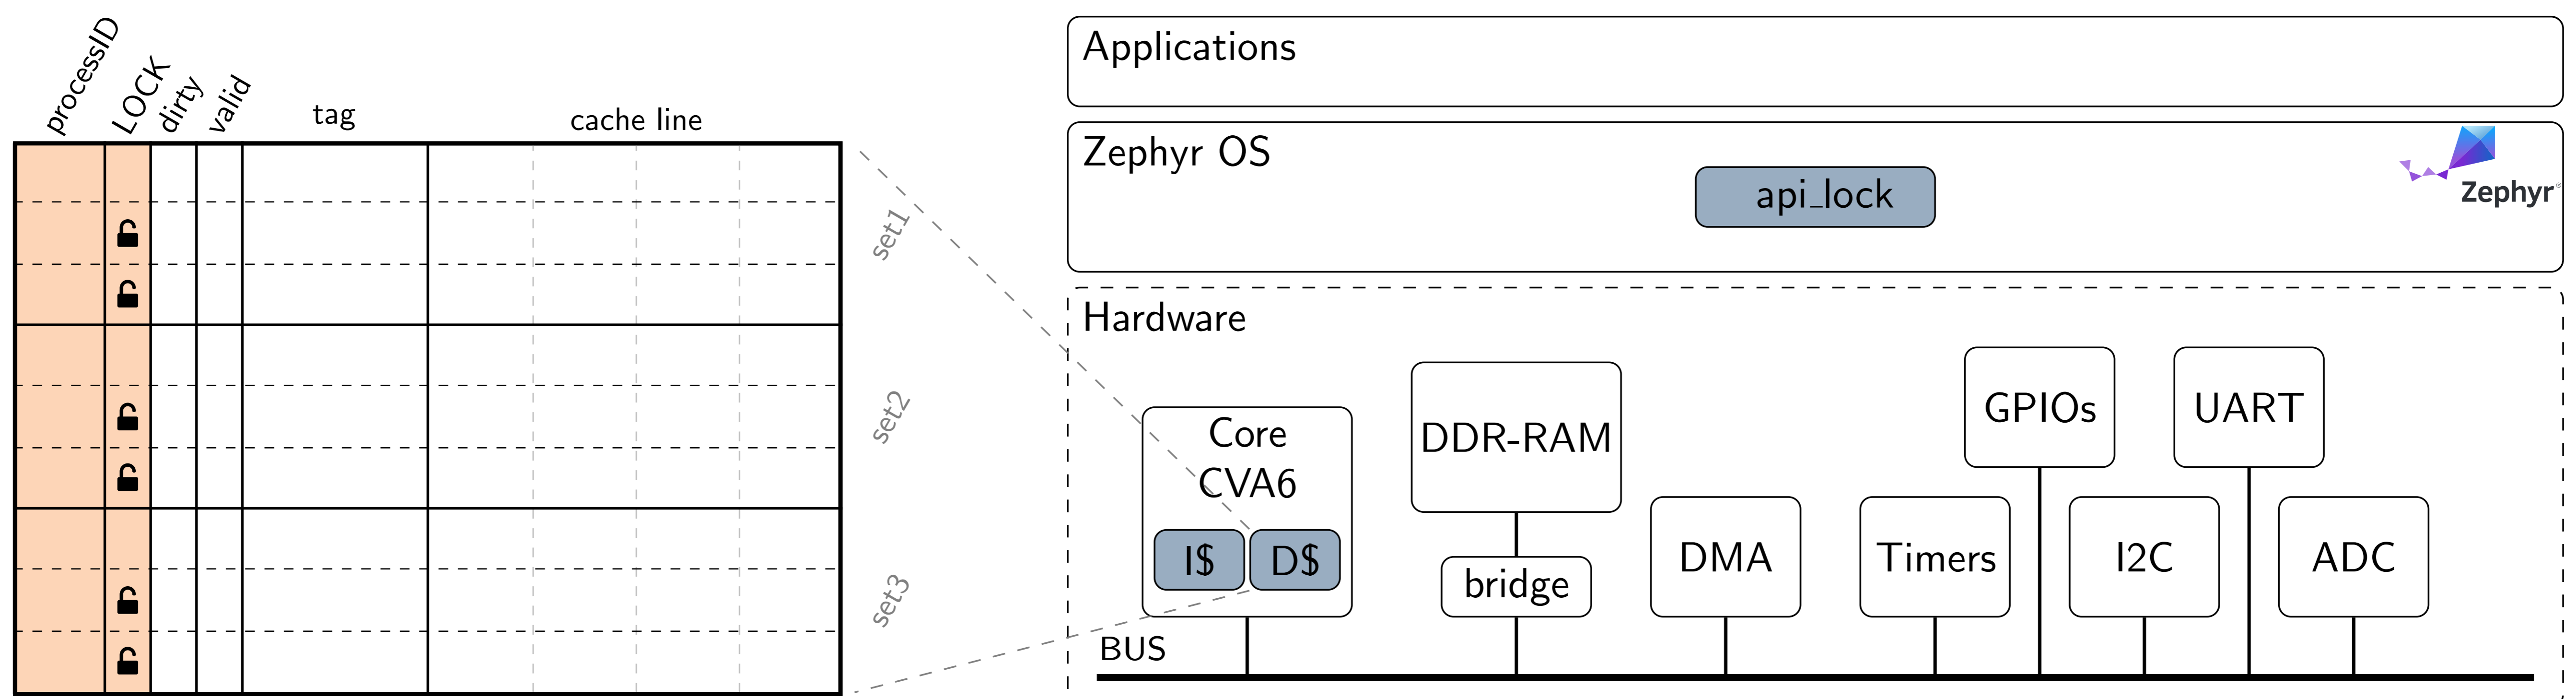 processID
LOCK
dirty
valid
tag
cache line
set1
set2
set3
Applications
Zephyr OS
api_lock
Zephyr®
Hardware
Core
CVA6
I$
D$
DDR-RAM
bridge
DMA
Timers
GPIOs
I2C
UART
ADC
BUS